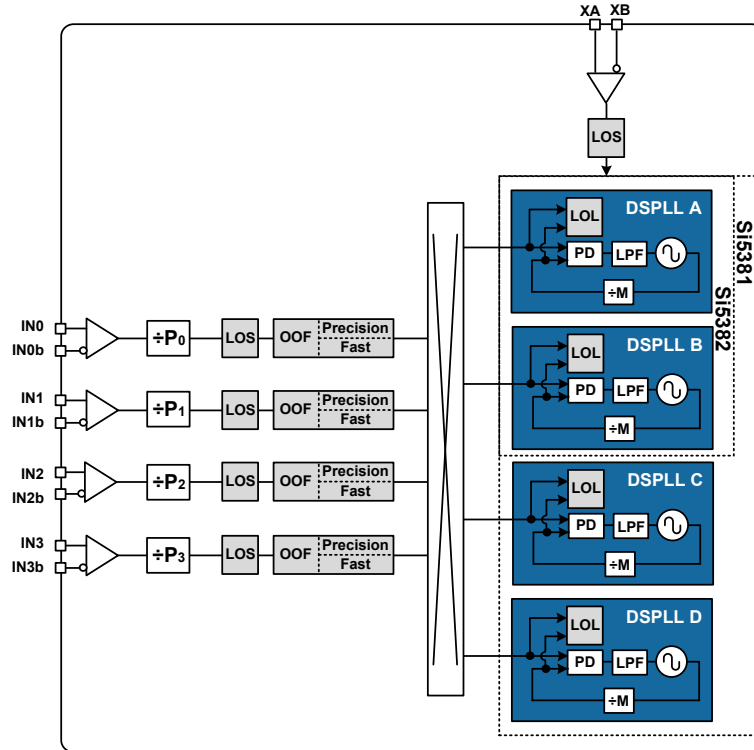 XA XB
LOS
DSPLL A
LOL
PD LPF
÷M
Si5381
Si5382
DSPLL B
LOL
PD LPF
÷M
DSPLL C
LOL
PD LPF
÷M
DSPLL D
LOL
PD LPF
÷M
IN0
IN0b
÷P0
LOS
OOF
Precision
Fast
IN1
IN1b
÷P1
LOS
OOF
Precision
Fast
IN2
IN2b
÷P2
LOS
OOF
Precision
Fast
IN3
IN3b
÷P3
LOS
OOF
Precision
Fast